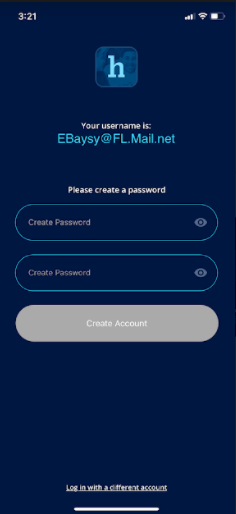 3:21
h
Your username is:
EBaysy@FL.Mail.net
Please create a password
Create Password
Create Password
Create Account
Log in with a different account